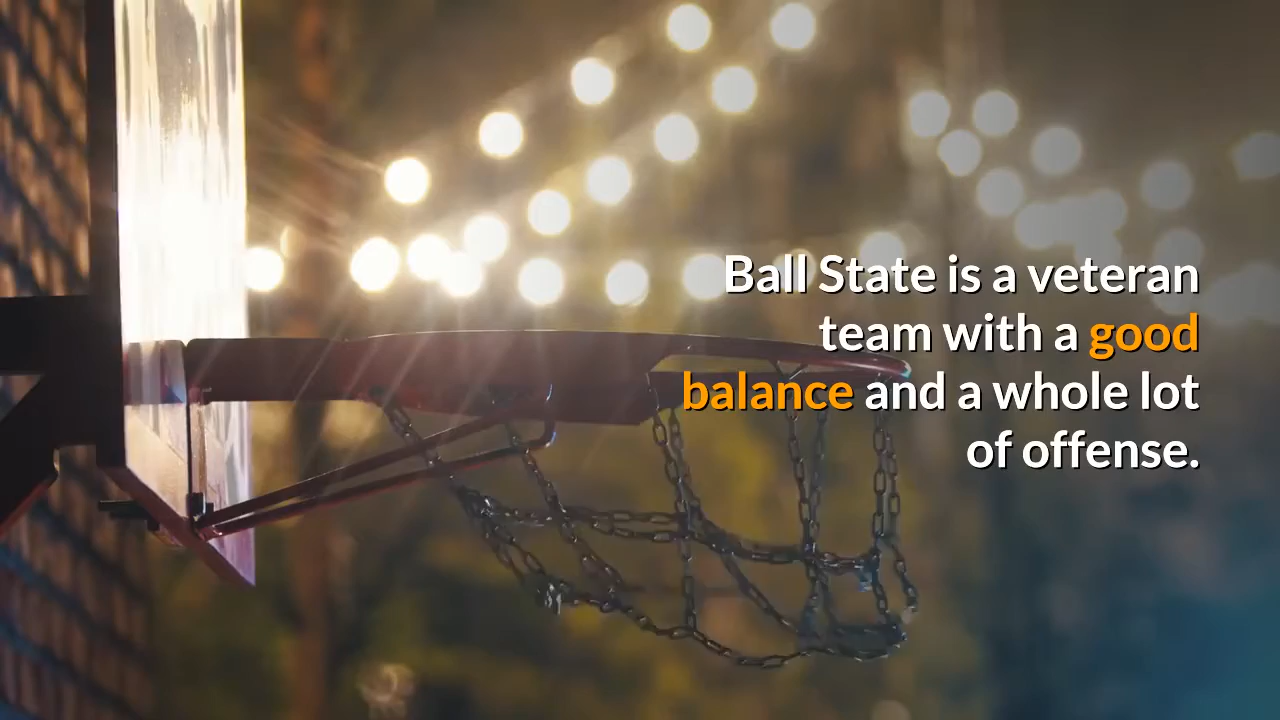 Ball State is a veteran
team with a good
balance and a whole lot
of offense.